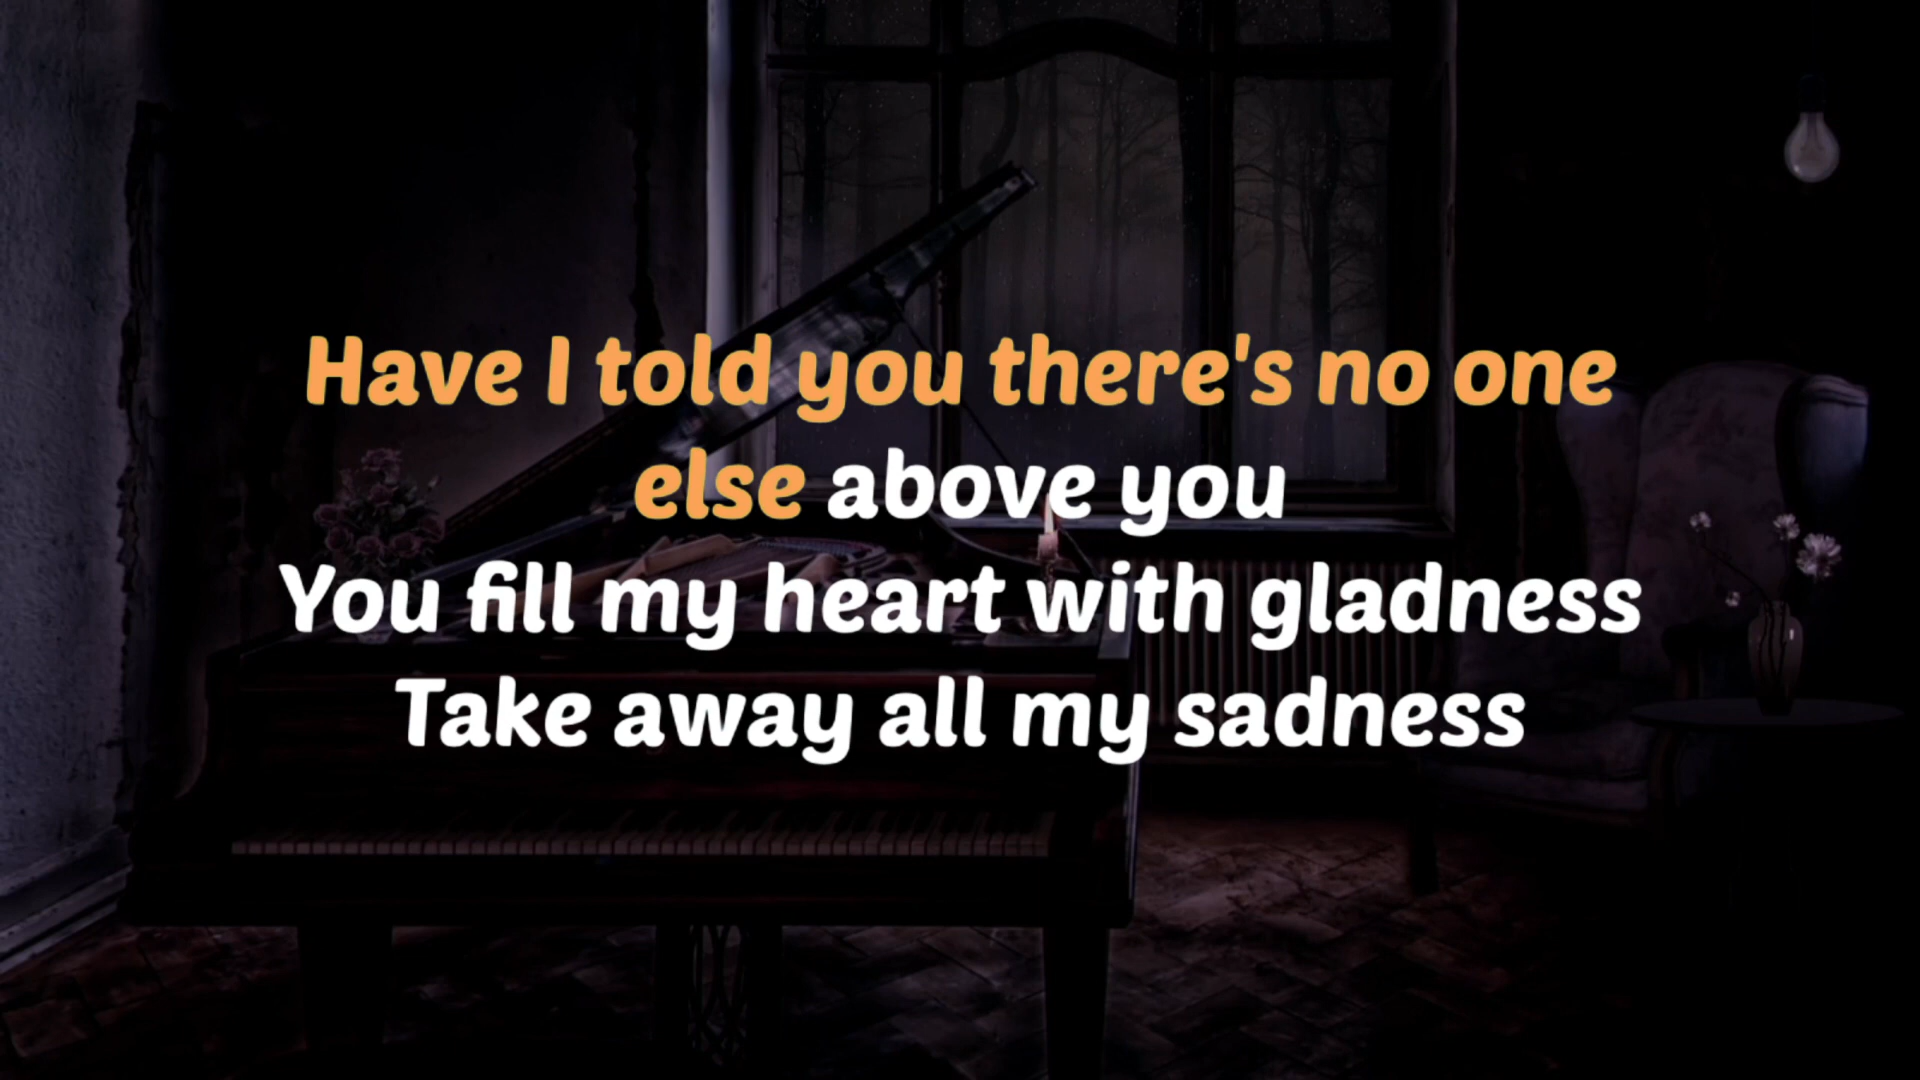 Have I told you there's no one
else above you
You fill my heart with gladness
Take away all my sadness